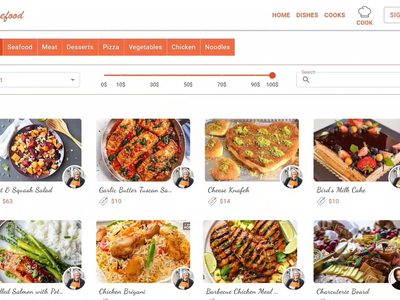 efood
HOME DISHES COOKS COOK SIG
Seafood Meat Desserts Pizza Vegetables Chicken Noodles
Search
0$ 10$ 30$ 50$ 70$ 90$ 100$
t & Squash Salad
$63
Garlic Butter Tuscan Sa...
$10
Cheese Knafeh
$14
Bird's Milk Cake
$10
lled Salmon with Pot...
Chicken Briyani
Barbecue Chicken Meal ...
Charcuterie Board